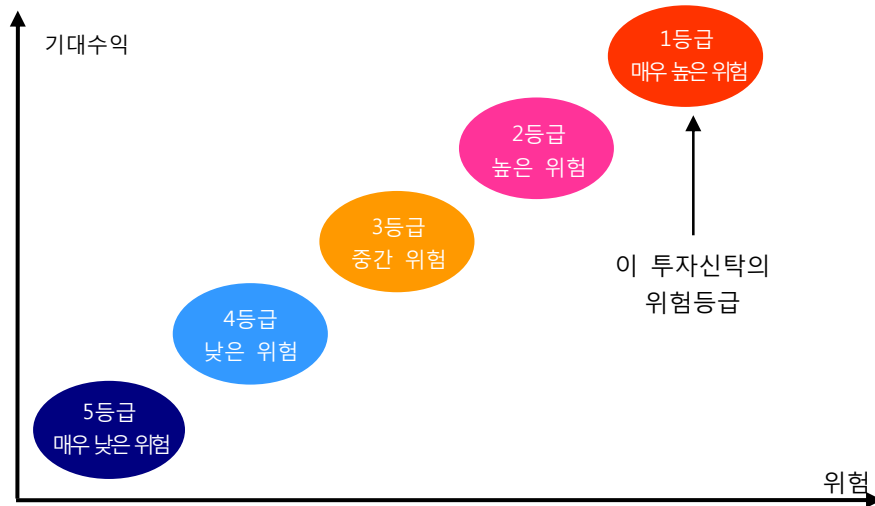 기대수익
1등급
매우 높은 위험
2등급
높은 위험
3등급
중간 위험
이 투자신탁의
위험등급
4등급
낮은 위험
5등급
매우 낮은 위험
위험